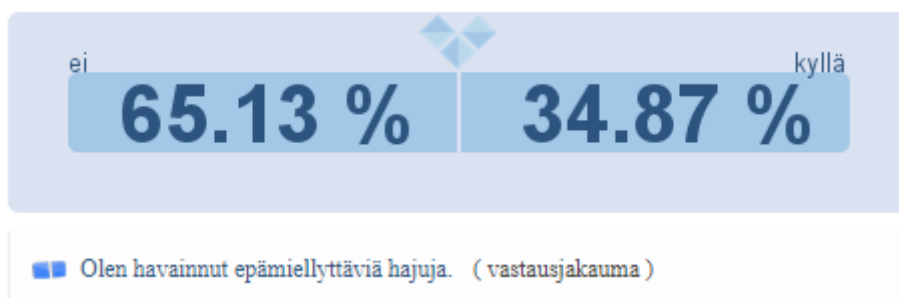 ei kyllä
65.13 % 34.87 %
Olen havainnut epämiellyttäviä hajuja. ( vastausjakauma )